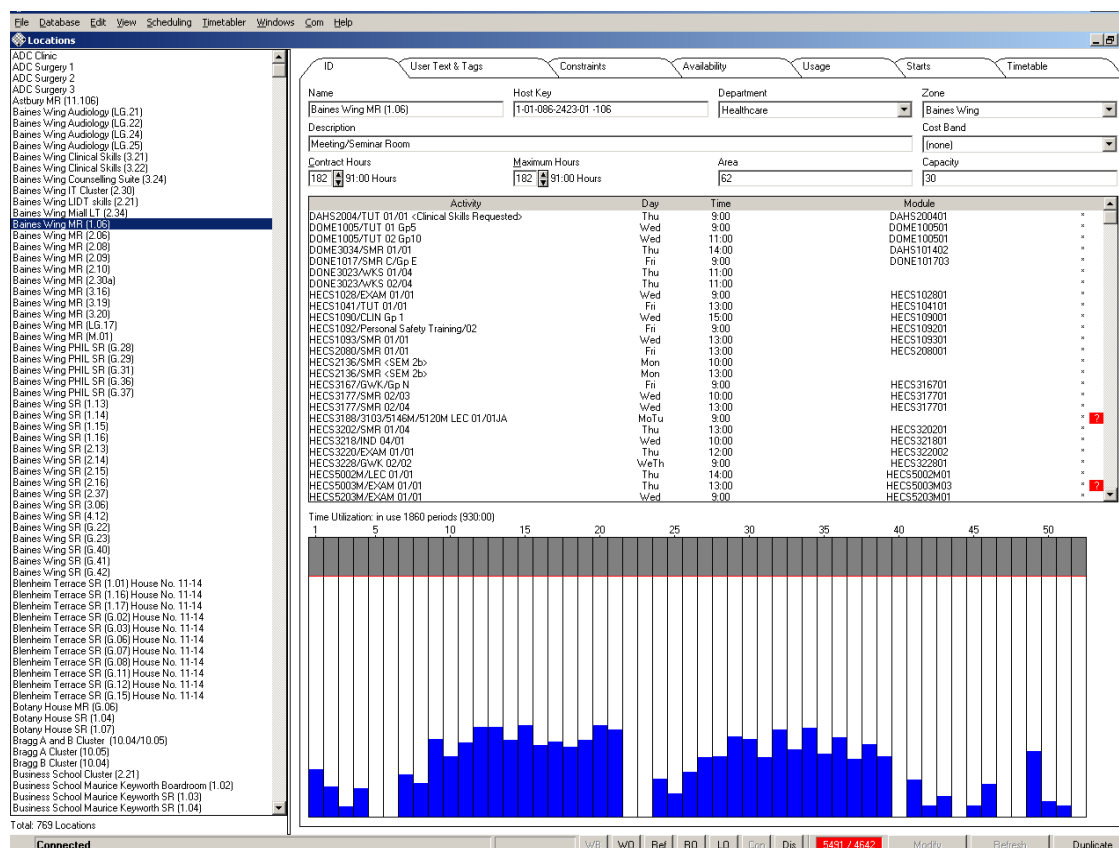 File Database Edit View Scheduling Timetabler Windows Com Help
Locations
ADC Clinic
ADC Surgery 1
ADC Surgery 2
ADC Surgery 3
Astbury MR (11.106)
Baines Wing Audiology (LG.21)
Baines Wing Audiology (LG.22)
Baines Wing Audiology (LG.24)
Baines Wing Audiology (LG.25)
Baines Wing Clinical Skills (3.21)
Baines Wing Clinical Skills (3.22)
Baines Wing Counselling Suite (3.24)
Baines Wing IT Cluster (2.30)
Baines Wing LIDT skills (2.21)
Baines Wing Miall LT (2.34)
Baines Wing MR (1.06)
Baines Wing MR (2.06)
Baines Wing MR (2.08)
Baines Wing MR (2.09)
Baines Wing MR (2.10)
Baines Wing MR (2.30a)
Baines Wing MR (3.16)
Baines Wing MR (3.19)
Baines Wing MR (3.20)
Baines Wing MR (LG.17)
Baines Wing MR (M.01)
Baines Wing PHIL SR (G.28)
Baines Wing PHIL SR (G.29)
Baines Wing PHIL SR (G.31)
Baines Wing PHIL SR (G.36)
Baines Wing PHIL SR (G.37)
Baines Wing SR (1.13)
Baines Wing SR (1.14)
Baines Wing SR (1.15)
Baines Wing SR (1.16)
Baines Wing SR (2.13)
Baines Wing SR (2.14)
Baines Wing SR (2.15)
Baines Wing SR (2.16)
Baines Wing SR (2.37)
Baines Wing SR (3.06)
Baines Wing SR (4.12)
Baines Wing SR (G.22)
Baines Wing SR (G.23)
Baines Wing SR (G.40)
Baines Wing SR (G.41)
Baines Wing SR (G.42)
Blenheim Terrace SR (1.01) House No. 11-14
Blenheim Terrace SR (1.16) House No. 11-14
Blenheim Terrace SR (1.17) House No. 11-14
Blenheim Terrace SR (G.02) House No. 11-14
Blenheim Terrace SR (G.03) House No. 11-14
Blenheim Terrace SR (G.06) House No. 11-14
Blenheim Terrace SR (G.07) House No. 11-14
Blenheim Terrace SR (G.08) House No. 11-14
Blenheim Terrace SR (G.11) House No. 11-14
Blenheim Terrace SR (G.12) House No. 11-14
Blenheim Terrace SR (G.15) House No. 11-14
Botany House MR (G.06)
Botany House SR (1.04)
Botany House SR (1.07)
Bragg A and B Cluster (10.04/10.05)
Bragg A Cluster (10.05)
Bragg B Cluster (10.04)
Business School Cluster (2.21)
Business School Maurice Keyworth Boardroom (1.02)
Business School Maurice Keyworth SR (1.03)
Business School Maurice Keyworth SR (1.04)
Total: 769 Locations
ID User Text & Tags Constraints Availability Usage Starts Timetable
Name Host Key Department Zone
Baines Wing MR (1.06) 1-01-086-2423-01 -106 Healthcare Baines Wing
Description Cost Band
Meeting/Seminar Room (none)
Contract Hours Maximum Hours Area Capacity
182 91:00 Hours 182 91:00 Hours 62 30
Activity Day Time Module
DAHS2004/TUT 01/01 <Clinical Skills Requested> Thu 9:00 DAHS200401 *
DOME1005/TUT 01 Gp5 Wed 9:00 DOME100501 *
DOME1005/TUT 02 Gp10 Wed 11:00 DOME100501 *
DOME3034/SMR 01/01 Thu 14:00 DAHS101402 *
DONE1017/SMR C/Gp E Fri 9:00 DONE101703 *
DONE3023/WKS 01/04 Thu 11:00 *
DONE3023/WKS 02/04 Thu 11:00 *
HECS1028/EXAM 01/01 Wed 9:00 HECS102801 *
HECS1041/TUT 01/01 Fri 13:00 HECS104101 *
HECS1090/CLIN Gp 1 Wed 15:00 HECS109001 *
HECS1092/Personal Safety Training/02 Fri 9:00 HECS109201 *
HECS1093/SMR 01/01 Wed 13:00 HECS109301 *
HECS2080/SMR 01/01 Fri 13:00 HECS208001 *
HECS2136/SMR <SEM 2b> Mon 10:00 *
HECS2136/SMR <SEM 2b> Mon 13:00 *
HECS3167/GWK/Gp N Fri 9:00 HECS316701 *
HECS3177/SMR 02/03 Wed 10:00 HECS317701 *
HECS3177/SMR 02/04 Wed 13:00 HECS317701 *
HECS3188/3103/5146M/5120M LEC 01/01JA MoTu 9:00 * ?
HECS3202/SMR 01/04 Thu 13:00 HECS320201 *
HECS3218/IND 04/01 Wed 10:00 HECS321801 *
HECS3220/EXAM 01/01 Thu 12:00 HECS322002 *
HECS3228/GWK 02/02 WeTh 9:00 HECS322801 *
HECS5002M/LEC 01/01 Thu 14:00 HECS5002M01 *
HECS5003M/EXAM 01/01 Thu 13:00 HECS5003M03 * ?
HECS5203M/EXAM 01/01 Wed 9:00 HECS5203M01 *
Time Utilization: in use 1860 periods (930:00)
1 5 10 15 20 25 30 35 40 45 50
Connected WB WO Ref RO LO Con Dis 5491 / 4642 Modify Refresh Duplicate